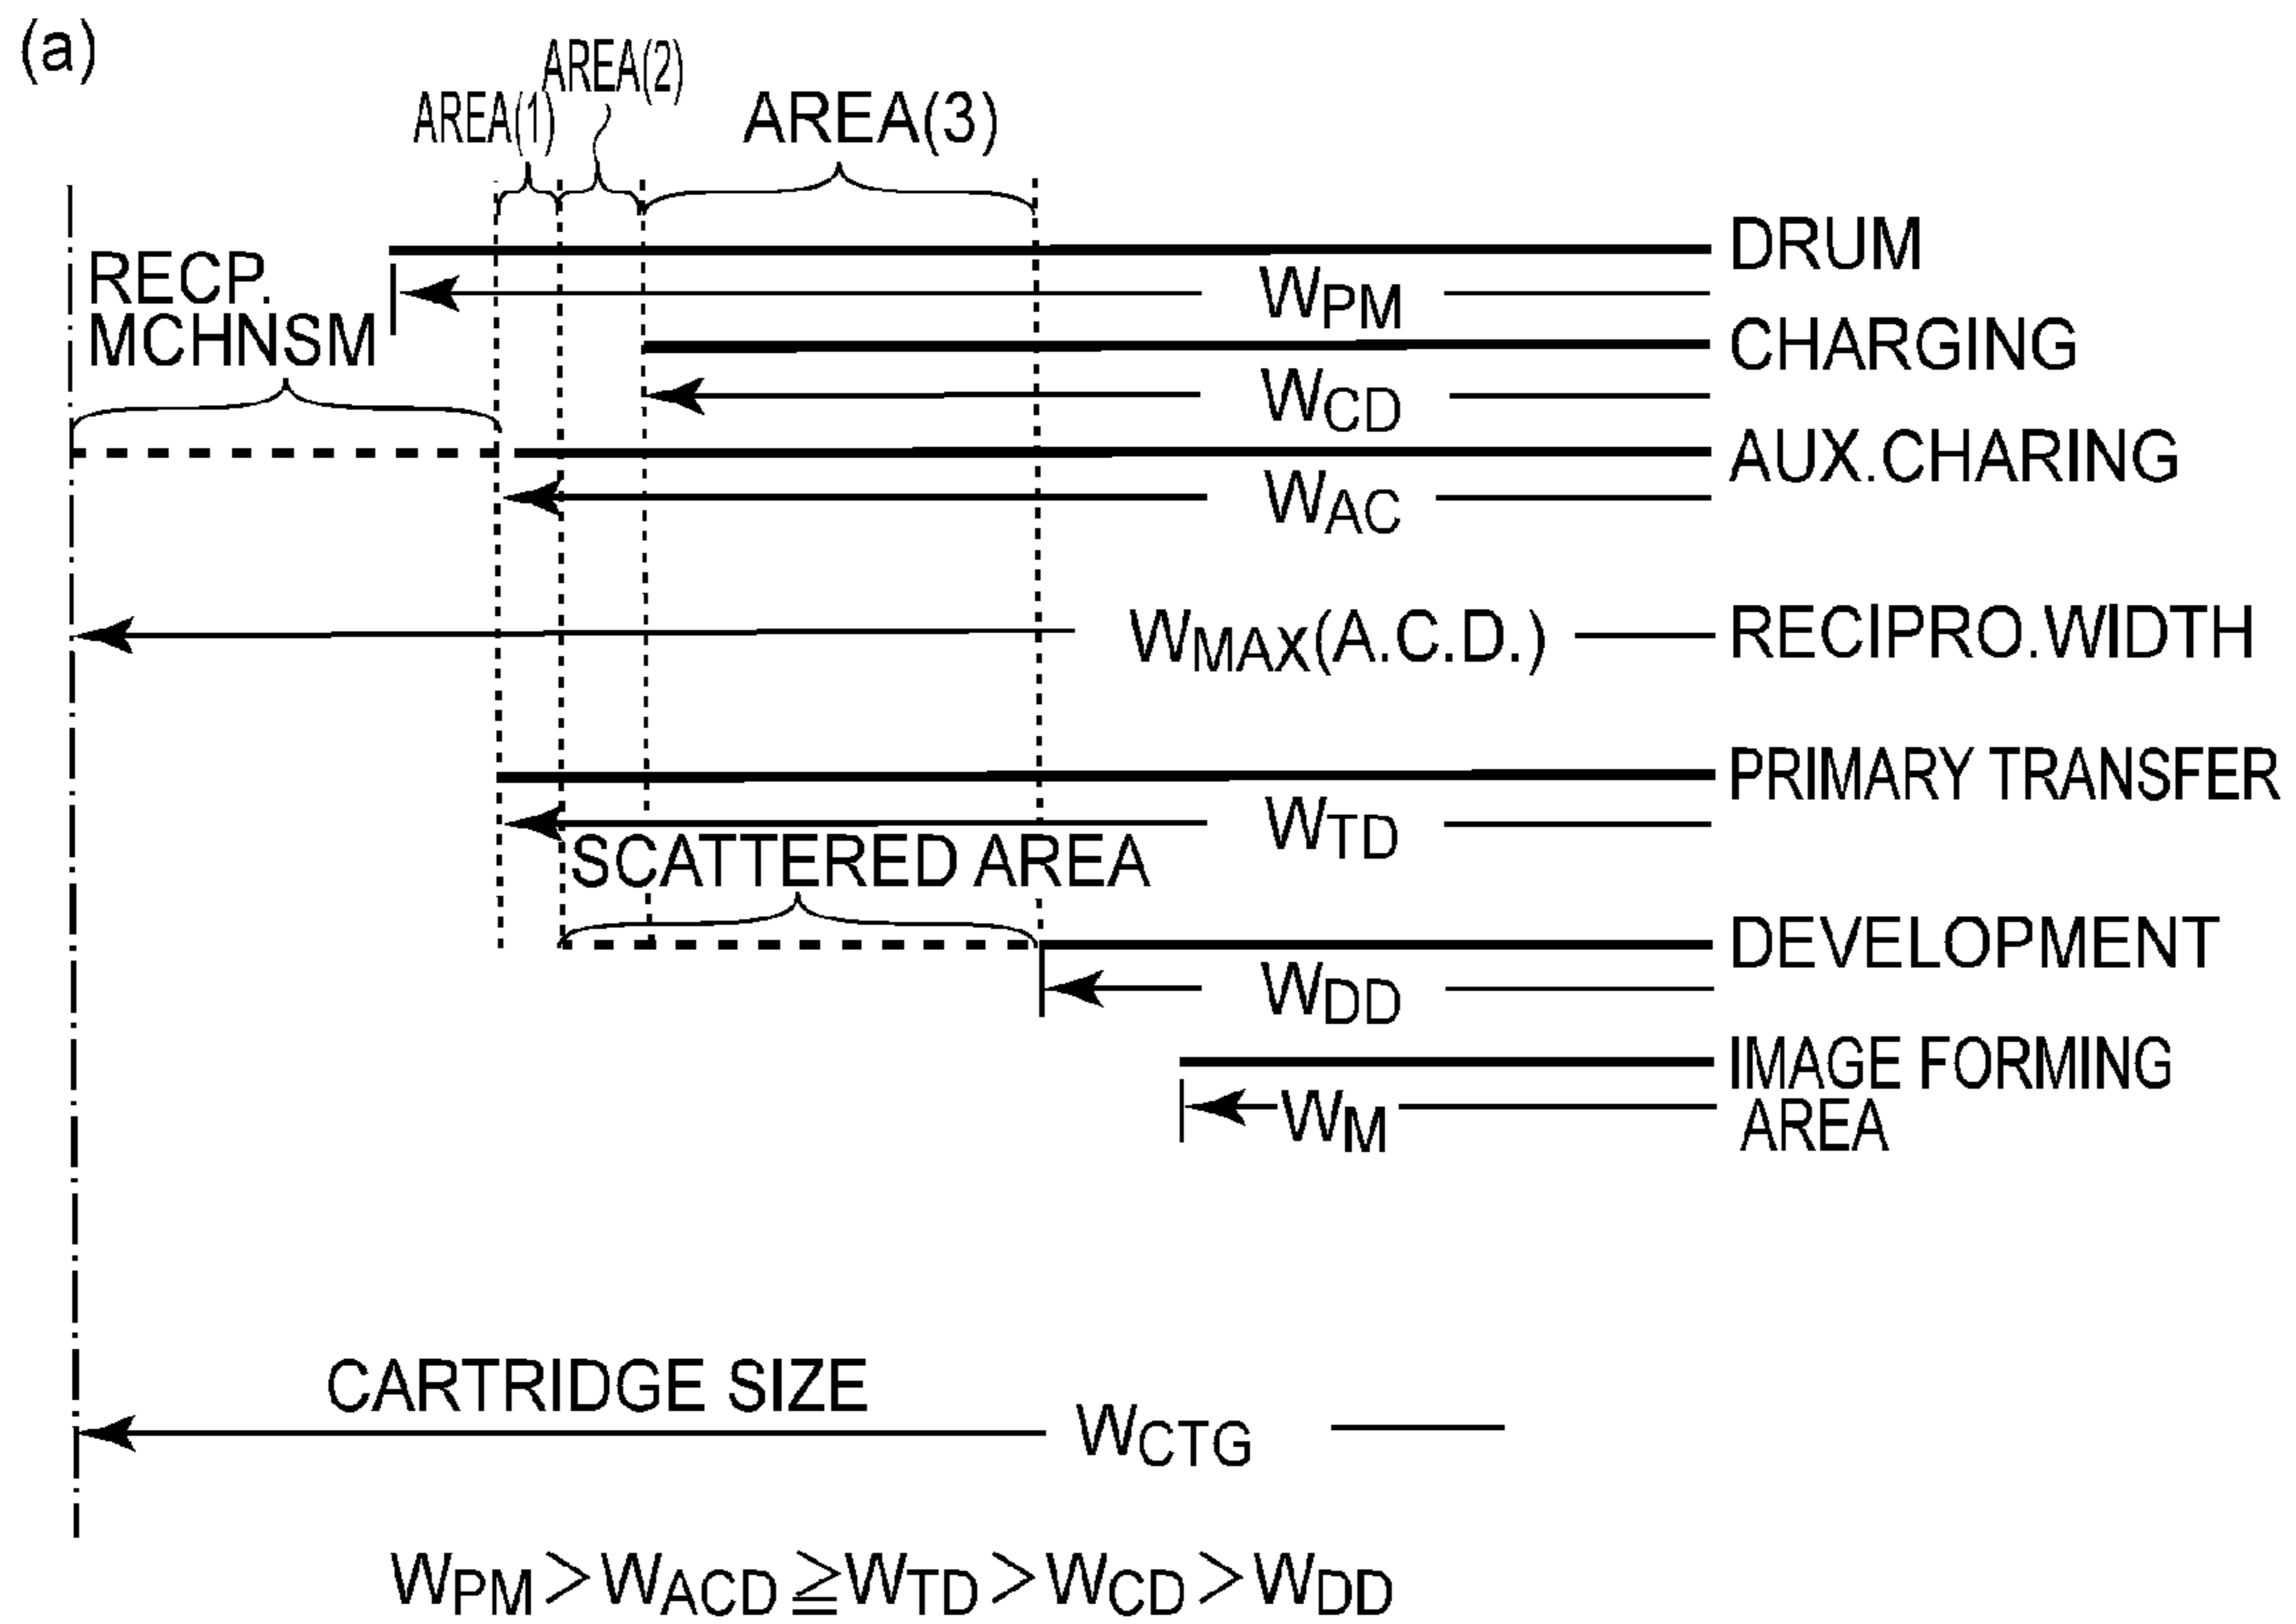 (a)
AREA(1)
AREA(2)
AREA(3)
DRUM
RECP.
MCHNSM
WPM
CHARGING
WCD
AUX.CHARING
WAC
WMAX(A.C.D.)
RECIPRO.WIDTH
PRIMARY TRANSFER
WTD
SCATTERED AREA
DEVELOPMENT
WDD
IMAGE FORMING
AREA
WM
CARTRIDGE SIZE
WCTG
WPM>WACD≧WTD>WCD>WDD